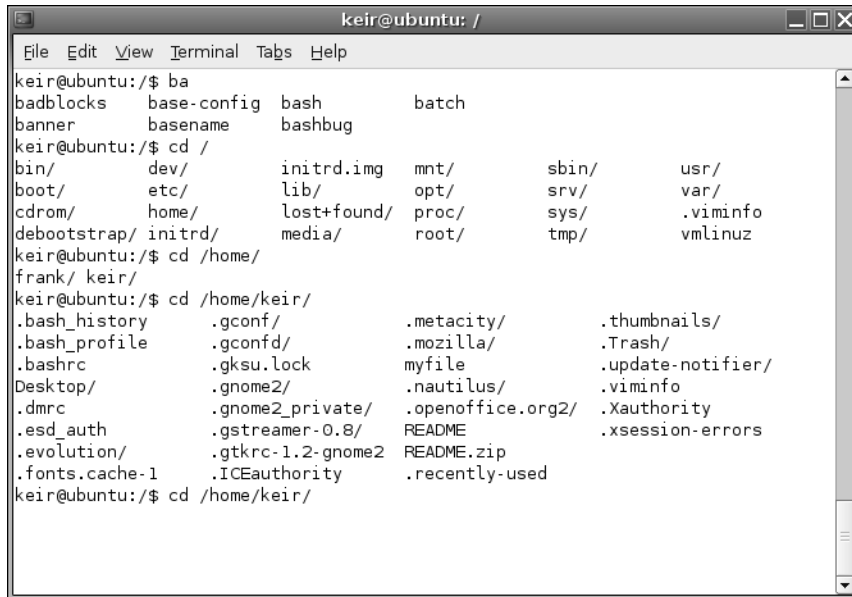 keir@ubuntu: /
File Edit View Terminal Tabs Help
keir@ubuntu:/$ ba
badblocks base-config bash batch
banner basename bashbug
keir@ubuntu:/$ cd /
bin/ dev/ initrd.img mnt/ sbin/ usr/
boot/ etc/ lib/ opt/ srv/ var/
cdrom/ home/ lost+found/ proc/ sys/ .viminfo
debootstrap/ initrd/ media/ root/ tmp/ vmlinuz
keir@ubuntu:/$ cd /home/
frank/ keir/
keir@ubuntu:/$ cd /home/keir/
.bash_history .gconf/ .metacity/ .thumbnails/
.bash_profile .gconfd/ .mozilla/ .Trash/
.bashrc .gksu.lock myfile .update-notifier/
Desktop/ .gnome2/ .nautilus/ .viminfo
.dmrc .gnome2_private/ .openoffice.org2/ .Xauthority
.esd_auth .gstreamer-0.8/ README .xsession-errors
.evolution/ .gtkrc-1.2-gnome2 README.zip
.fonts.cache-1 .ICEauthority .recently-used
keir@ubuntu:/$ cd /home/keir/